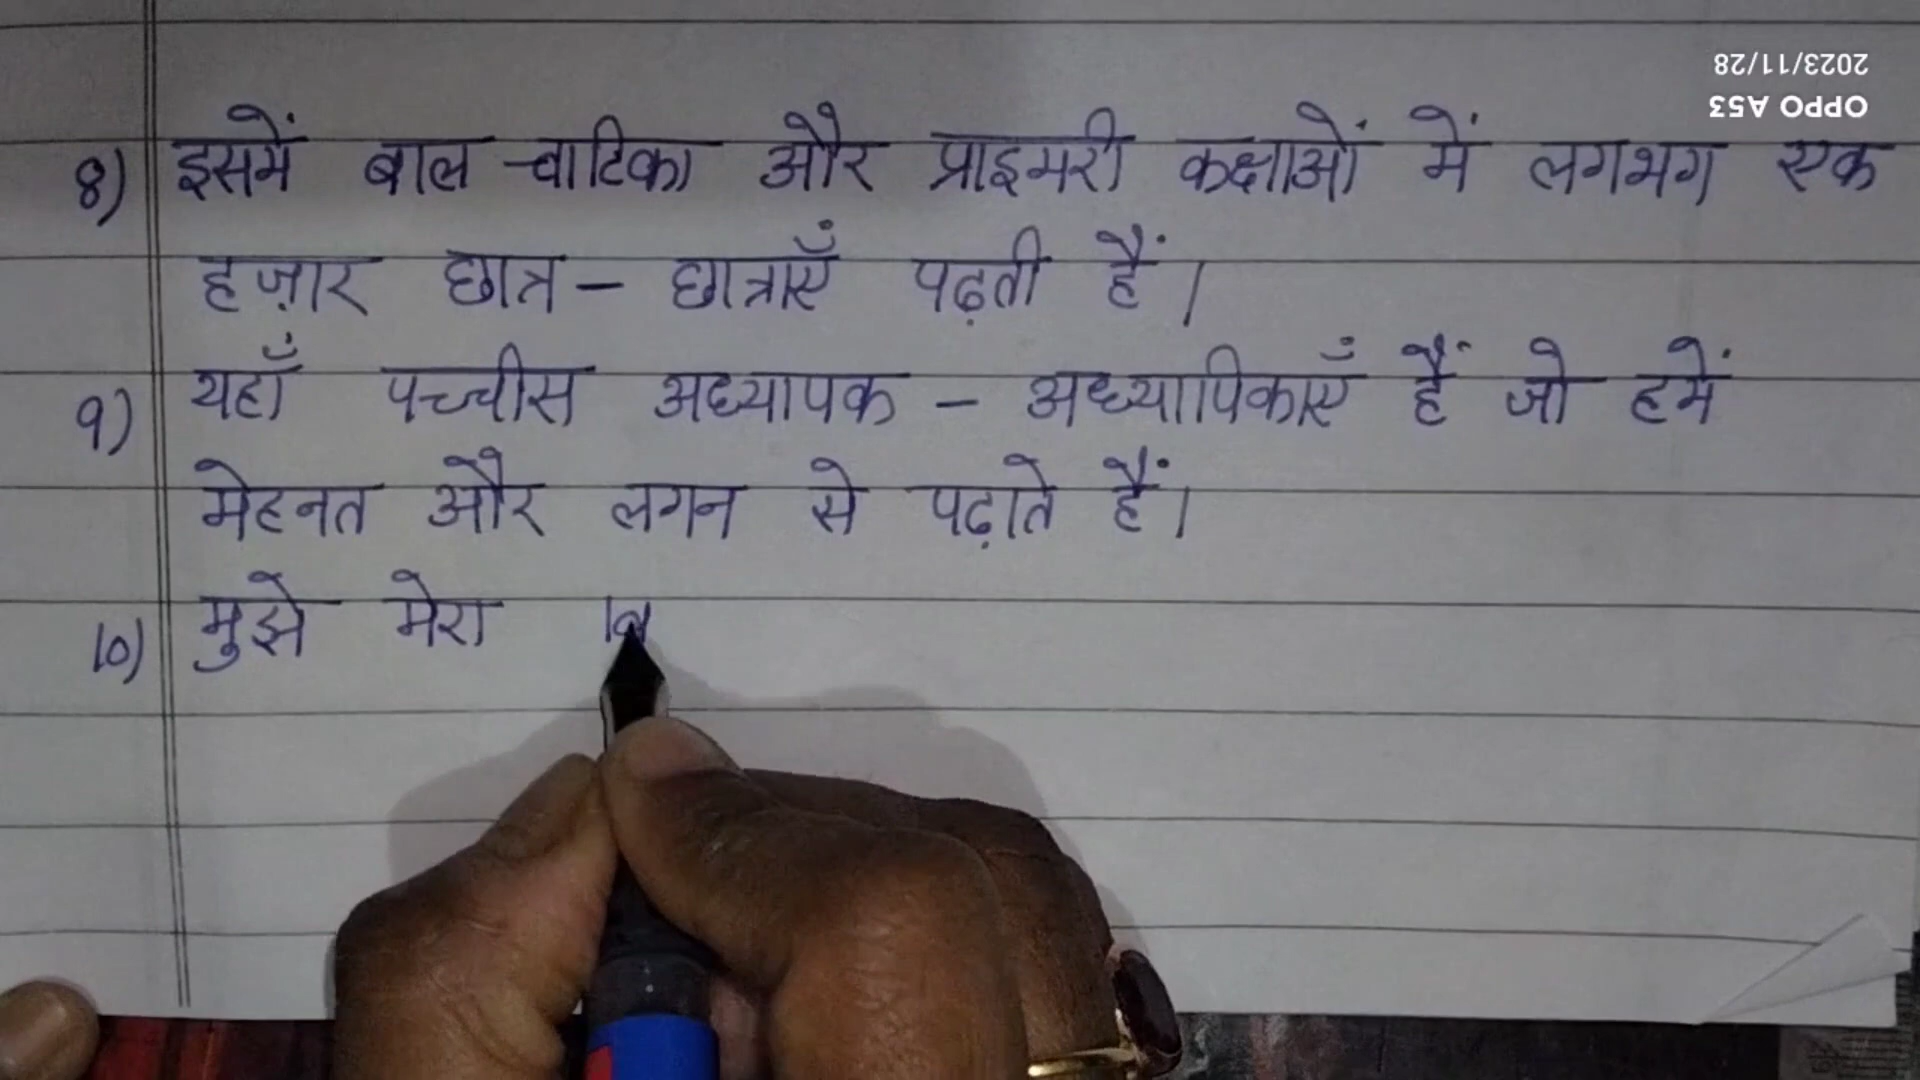 2023/11/28
OPPO A53
8) इसमें बाल वाटिका और प्राइमरी कक्षाओं में लगभग एक
हज़ार छात्र - छात्राएँ पढ़ती हैं।
9) यहाँ पच्चीस अध्यापक - अध्यापिकाएँ हैं जो हमें
मेहनत और लगन से पढ़ाते हैं।
10) मुझे मेरा